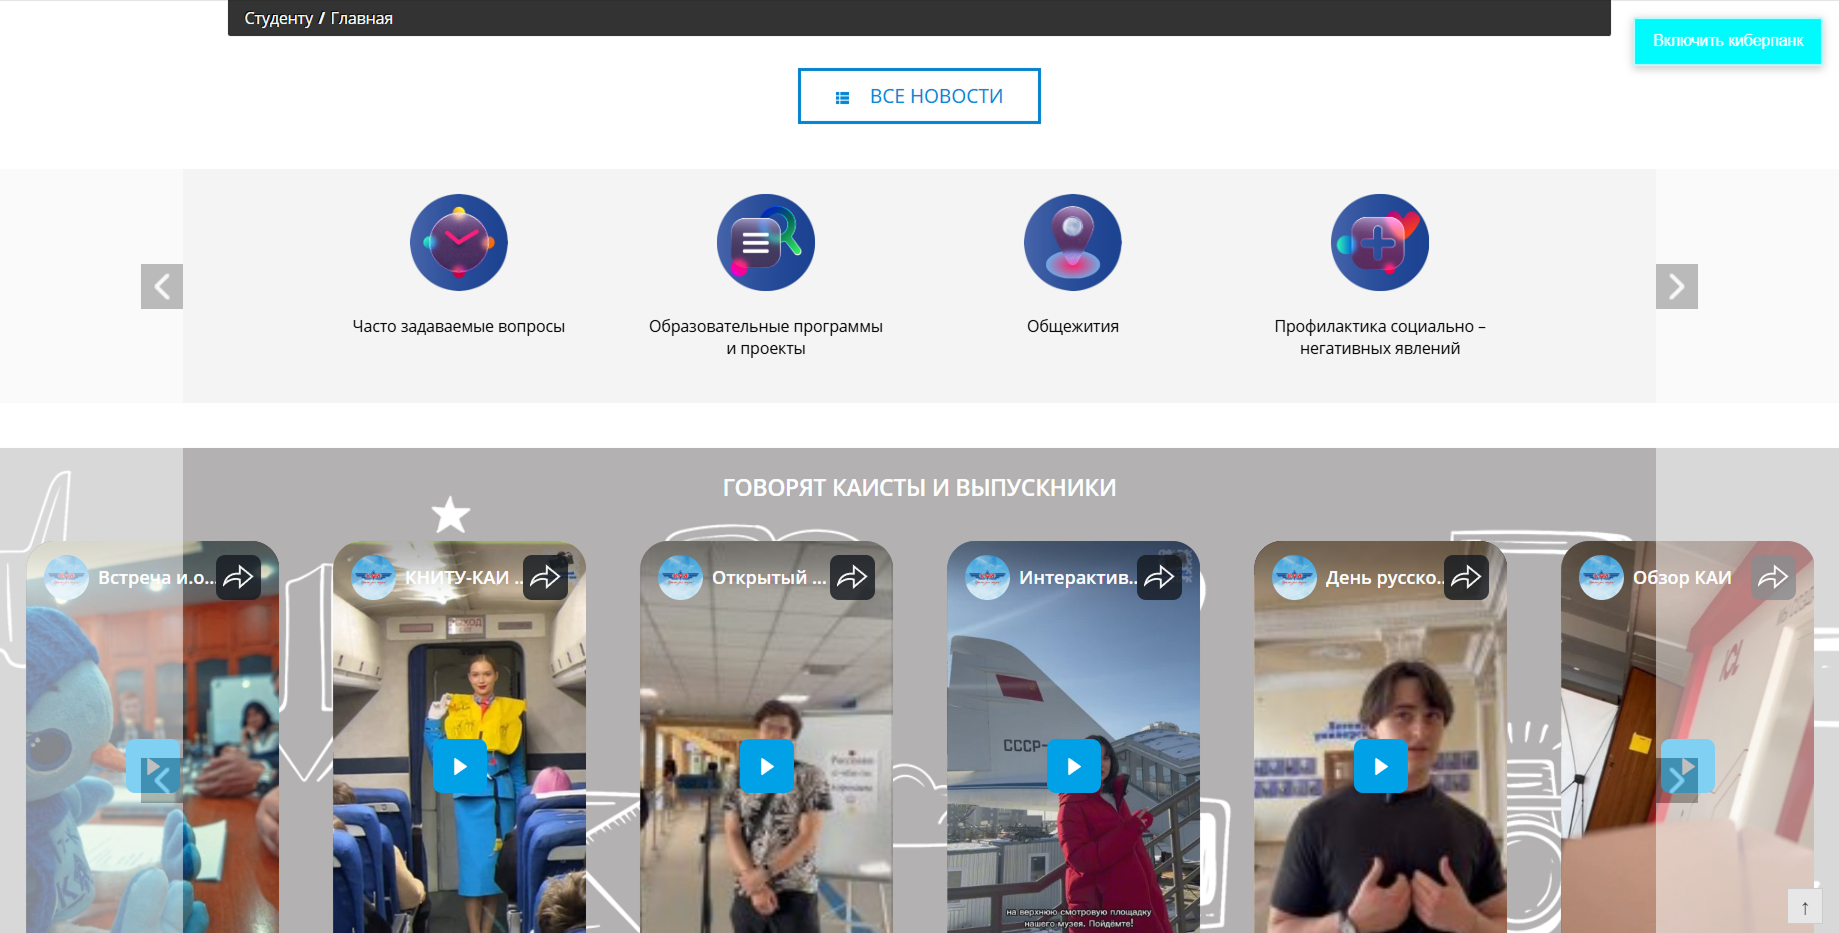 Студенту / Главная
Включить киберпанк
ВСЕ НОВОСТИ
Часто задаваемые вопросы
Образовательные программы
и проекты
Общежития
Профилактика социально –
негативных явлений
ГОВОРЯТ КАИСТЫ И ВЫПУСКНИКИ
Встреча и.о...
КНИТУ-КАИ ...
Открытый ...
Интерактив...
День русско...
Обзор КАИ
СССР-
на верхнюю смотровую площадку
нашего музея. Пойдёмте!
↑